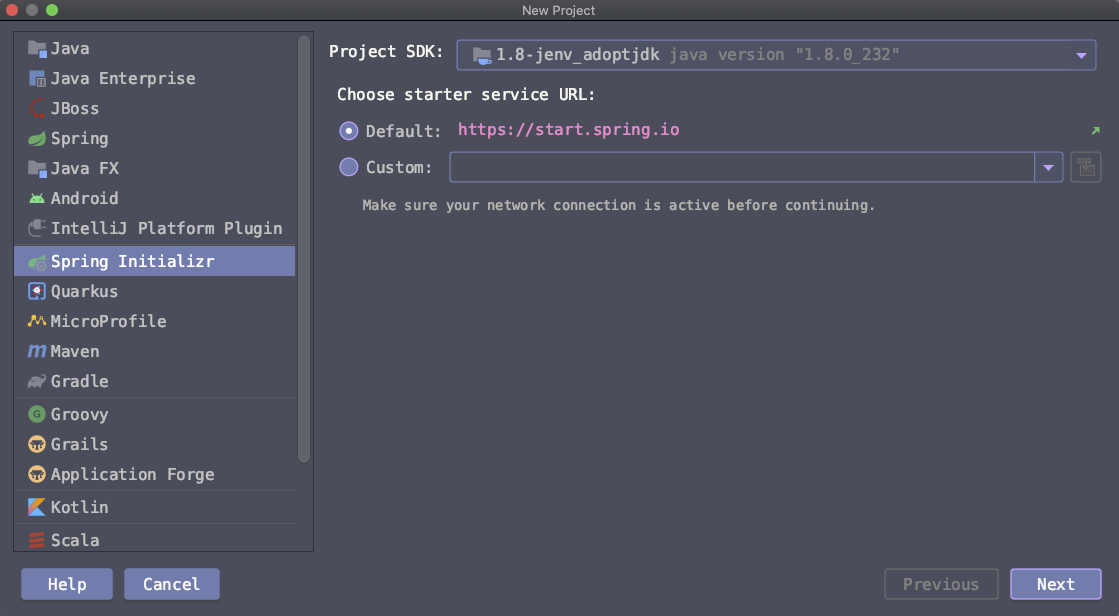 New Project
Java
Java Enterprise
JBoss
Spring
Java FX
Android
IntelliJ Platform Plugin
Spring Initializr
Quarkus
MicroProfile
Maven
Gradle
Groovy
Grails
Application Forge
Kotlin
Scala
Project SDK: 1.8-jenv_adoptjdk java version "1.8.0_232"
Choose starter service URL:
Default: https://start.spring.io
Custom:
Make sure your network connection is active before continuing.
Help Cancel Previous Next